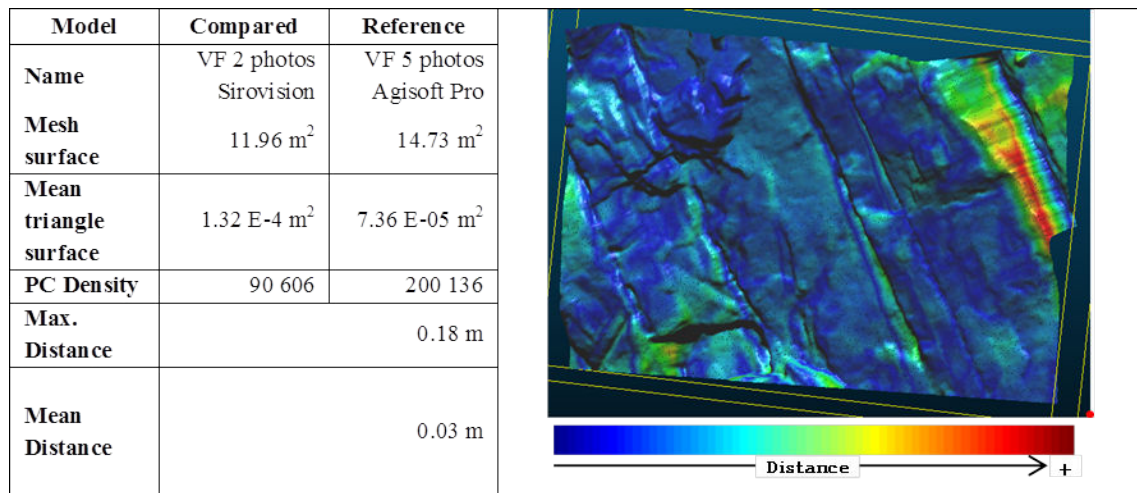 Model Compared Reference
Name VF 2 photos VF 5 photos
Sirovision Agisoft Pro
Mesh
surface 11.96 m² 14.73 m²
Mean
triangle
surface 1.32 E-4 m² 7.36 E-05 m²
PC Density 90 606 200 136
Max.
Distance 0.18 m
Mean
Distance 0.03 m
Distance +